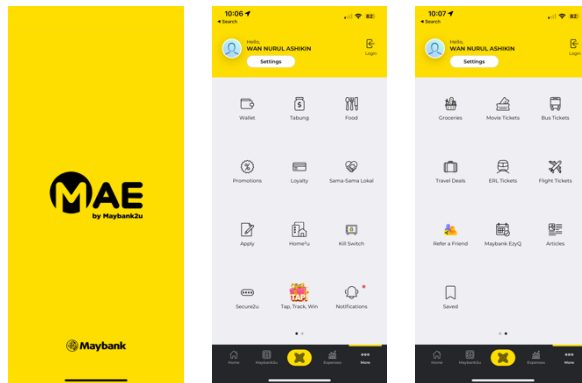 MAE
by Maybank2u
Maybank
10:06
Search
Hello,
WAN NURUL ASHIKIN
Settings
Login
Wallet
Tabung
Food
Promotions
Loyalty
Sama-Sama Lokal
Apply
Home²u
Kill Switch
Secure2u
TAP!
Tap, Track, Win
Notifications
Home
Maybank2u
Expenses
More
10:07
Search
Hello,
WAN NURUL ASHIKIN
Settings
Login
Groceries
Movie Tickets
Bus Tickets
Travel Deals
ERL Tickets
Flight Tickets
Refer a Friend
Maybank EzyQ
Articles
Saved
Home
Maybank2u
Expenses
More